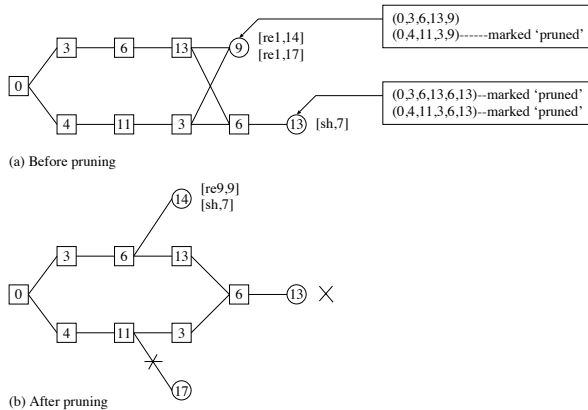 (0,3,6,13,9)
(0,4,11,3,9)------marked ‘pruned’
3
6
13
9
[re1,14]
[re1,17]
0
(0,3,6,13,6,13)--marked ‘pruned’
(0,4,11,3,6,13)--marked ‘pruned’
4
11
3
6
13
[sh,7]
(a) Before pruning
14
[re9,9]
[sh,7]
3
6
13
0
6
13
4
11
3
17
(b) After pruning